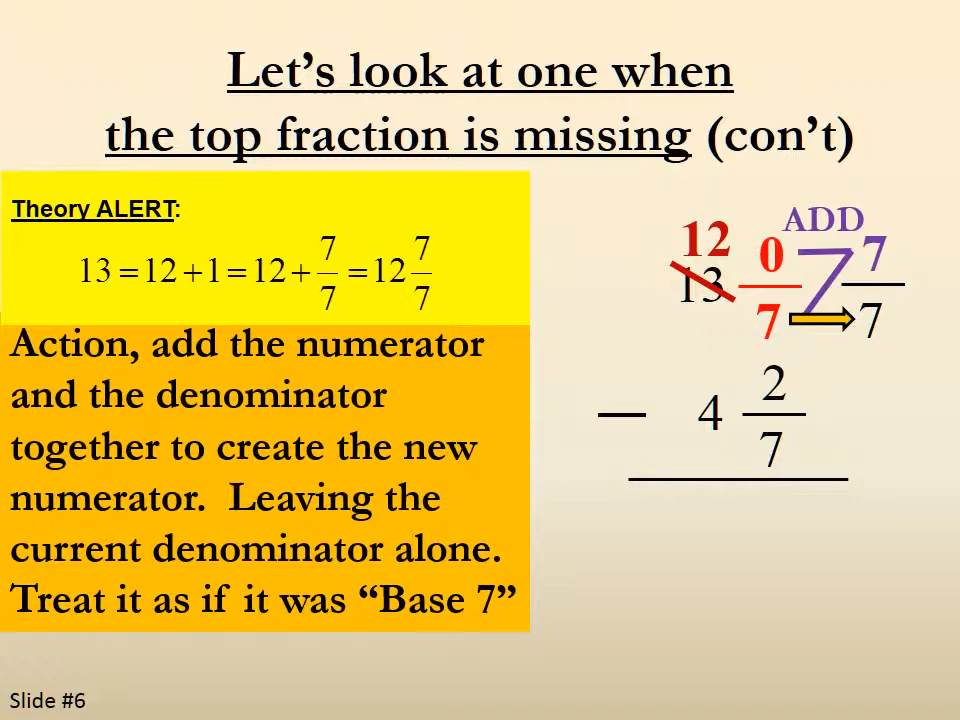 Let’s look at one when
the top fraction is missing (con’t)
Theory ALERT:
13 = 12 + 1 = 12 + 7/7 = 12 7/7
Action, add the numerator
and the denominator
together to create the new
numerator.  Leaving the
current denominator alone.
Treat it as if it was “Base 7”
ADD
12
13 0/7 7/7
— 4 2/7
Slide #6